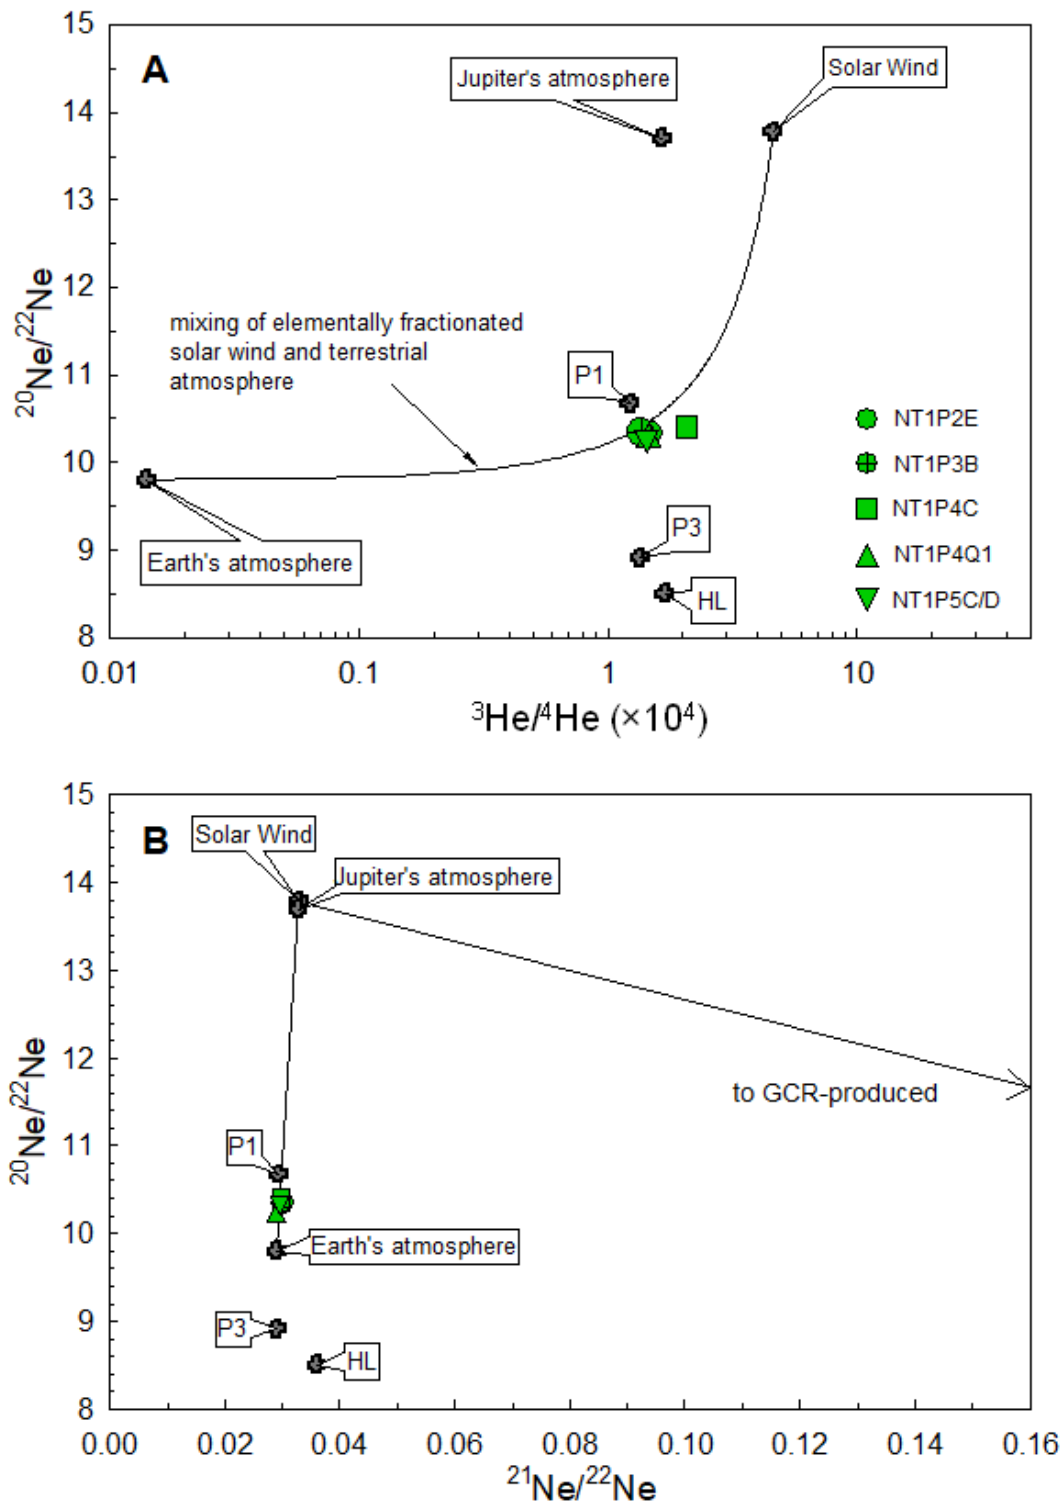 15
14
13
12
11
10
9
8
²⁰Ne/²²Ne
A
Jupiter's atmosphere
Solar Wind
mixing of elementally fractionated
solar wind and terrestrial
atmosphere
P1
P3
HL
Earth's atmosphere
NT1P2E
NT1P3B
NT1P4C
NT1P4Q1
NT1P5C/D
0.01
0.1
1
10
³He/⁴He (×10⁴)
15
14
13
12
11
10
9
8
²⁰Ne/²²Ne
B
Solar Wind
Jupiter's atmosphere
to GCR-produced
P1
Earth's atmosphere
P3
HL
0.00
0.02
0.04
0.06
0.08
0.10
0.12
0.14
0.16
²¹Ne/²²Ne